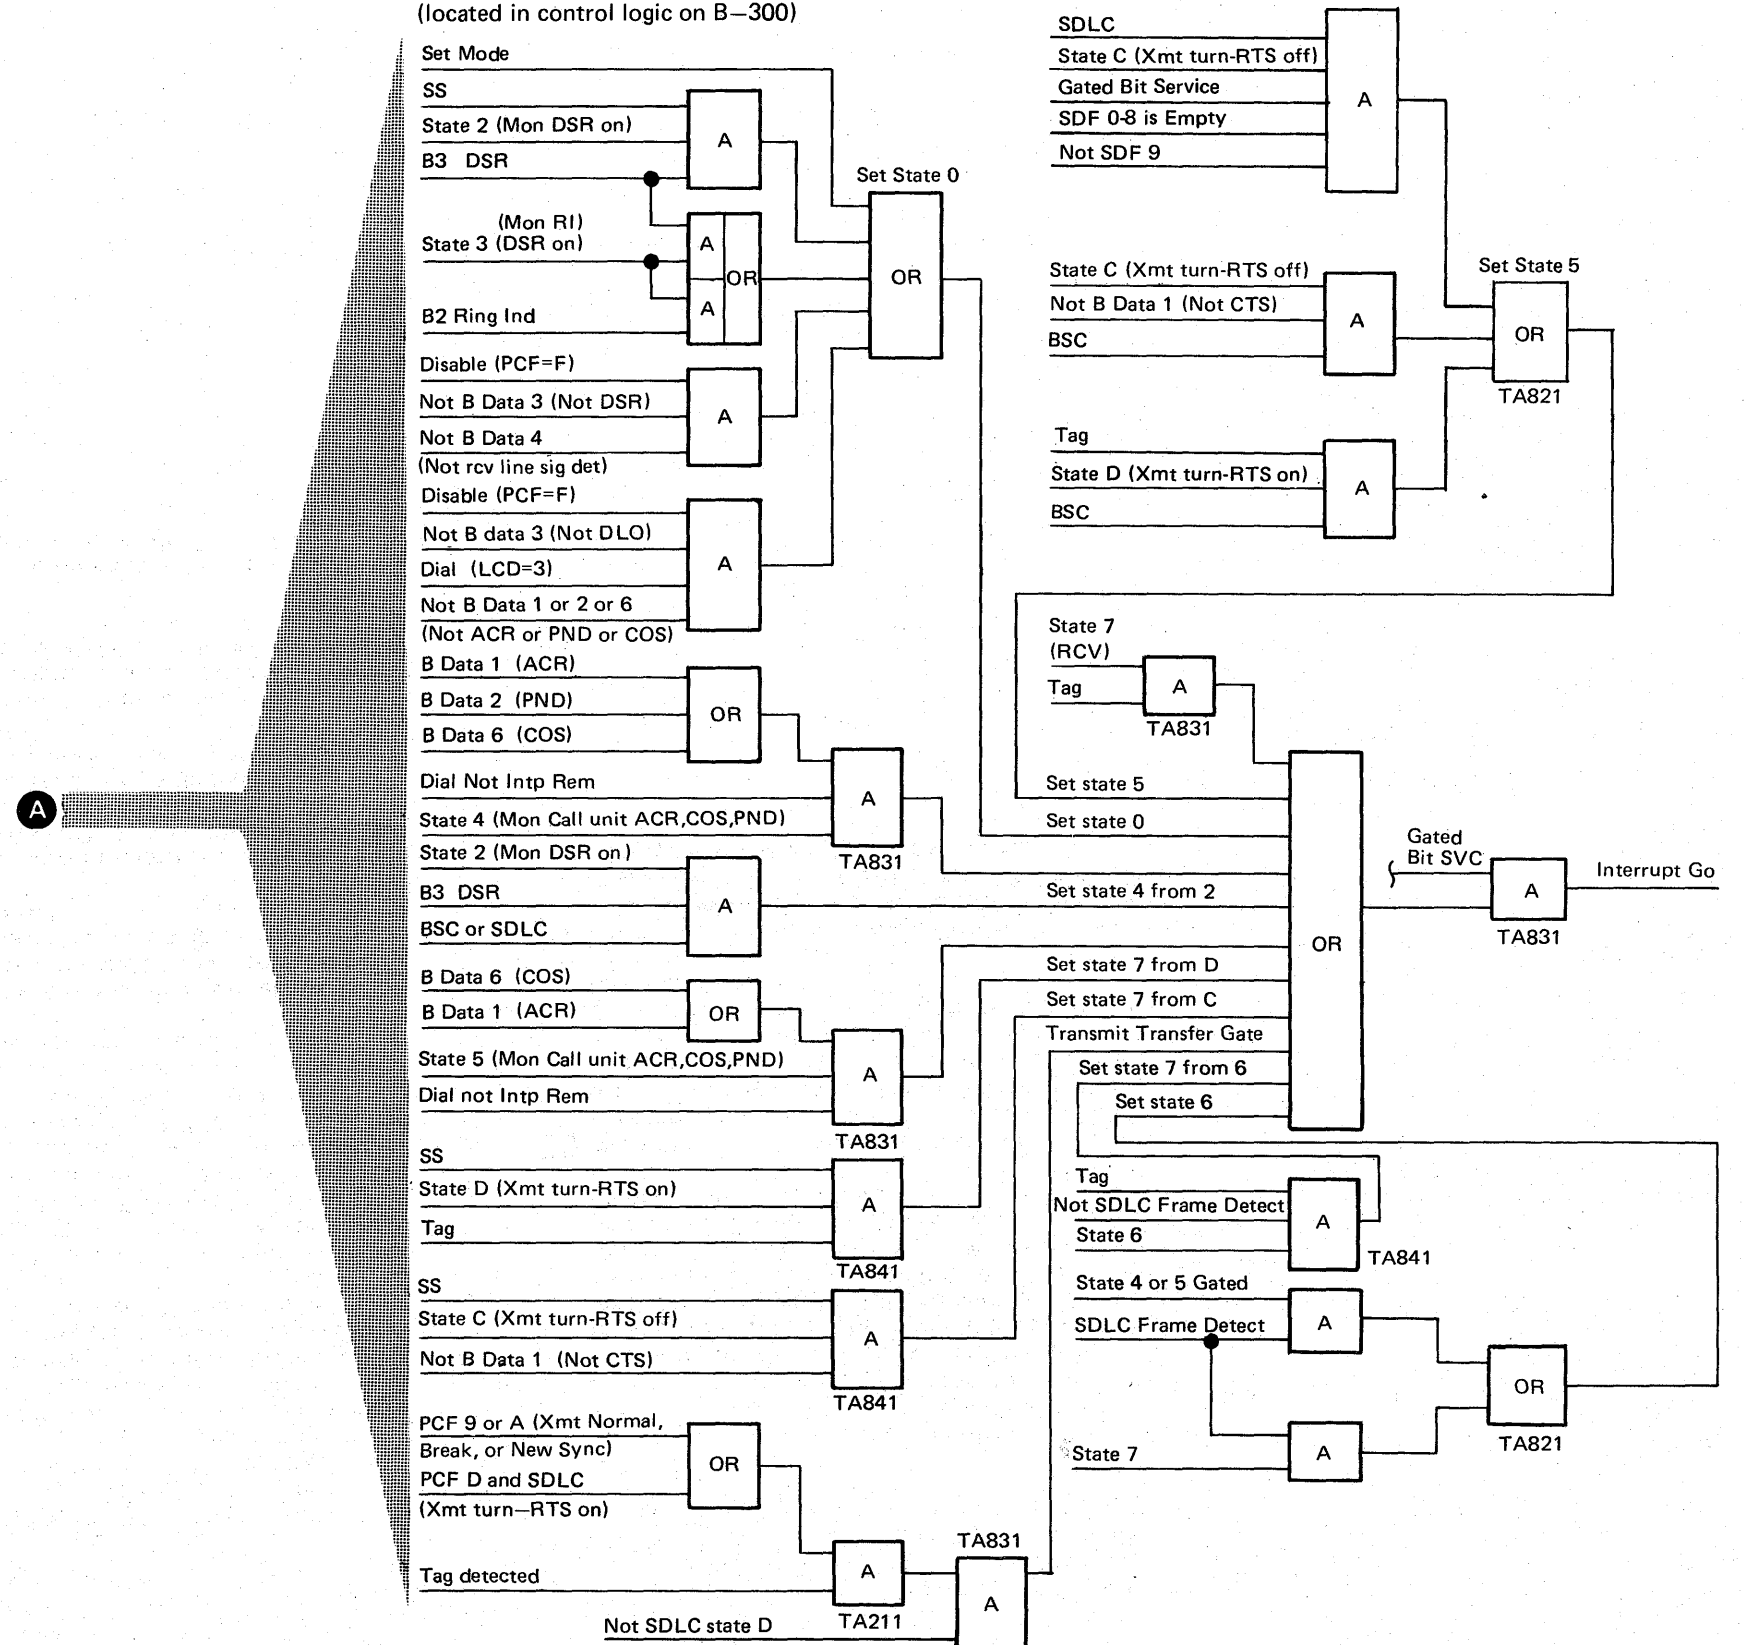 (located in control logic on B—300)
Set Mode
SS
State 2 (Mon DSR on)
B3 DSR
A
(Mon RI)
State 3 (DSR on)
A
OR
A
B2 Ring Ind
Disable (PCF=F)
Not B Data 3 (Not DSR)
A
Not B Data 4
(Not rcv line sig det)
Disable (PCF=F)
Not B data 3 (Not DLO)
A
Dial (LCD=3)
Not B Data 1 or 2 or 6
(Not ACR or PND or COS)
Set State 0
OR
B Data 1 (ACR)
B Data 2 (PND)
OR
B Data 6 (COS)
Dial Not Intp Rem
A
State 4 (Mon Call unit ACR,COS,PND)
TA831
State 2 (Mon DSR on)
B3 DSR
A
BSC or SDLC
B Data 6 (COS)
B Data 1 (ACR)
OR
State 5 (Mon Call unit ACR,COS,PND)
A
Dial not Intp Rem
TA831
SS
State D (Xmt turn-RTS on)
A
Tag
TA841
SS
State C (Xmt turn-RTS off)
A
Not B Data 1 (Not CTS)
TA841
PCF 9 or A (Xmt Normal,
Break, or New Sync)
OR
PCF D and SDLC
(Xmt turn—RTS on)
Tag detected
A
TA211
TA831
A
Not SDLC state D
A
SDLC
State C (Xmt turn-RTS off)
Gated Bit Service
A
SDF 0-8 is Empty
Not SDF 9
State C (Xmt turn-RTS off)
Not B Data 1 (Not CTS)
A
BSC
Set State 5
OR
TA821
Tag
State D (Xmt turn-RTS on)
A
BSC
State 7
(RCV)
Tag
A
TA831
Set state 5
Set state 0
Set state 4 from 2
OR
Set state 7 from D
Set state 7 from C
Transmit Transfer Gate
Set state 7 from 6
Set state 6
Gated
Bit SVC
A
Interrupt Go
TA831
Tag
Not SDLC Frame Detect
A
State 6
TA841
State 4 or 5 Gated
A
SDLC Frame Detect
OR
TA821
State 7
A